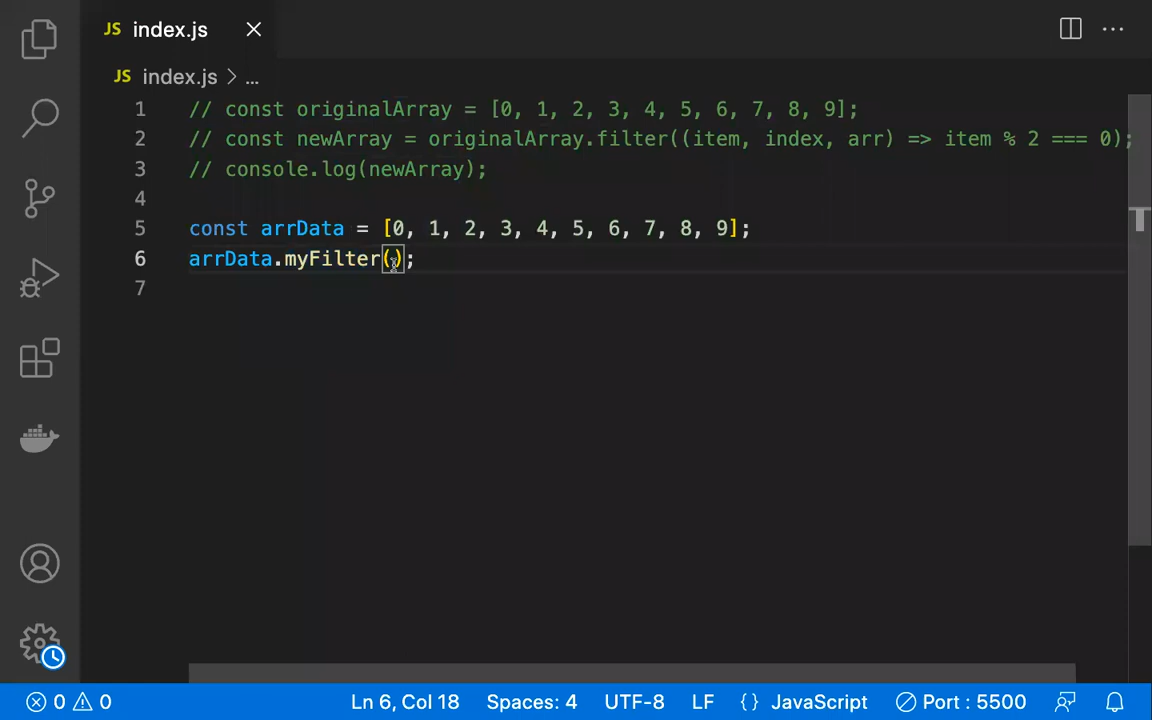 JS index.js
JS index.js > ...
1 // const originalArray = [0, 1, 2, 3, 4, 5, 6, 7, 8, 9];
2 // const newArray = originalArray.filter((item, index, arr) => item % 2 === 0);
3 // console.log(newArray);
4
5 const arrData = [0, 1, 2, 3, 4, 5, 6, 7, 8, 9];
6 arrData.myFilter();
7
0 0 Ln 6, Col 18 Spaces: 4 UTF-8 LF {} JavaScript Port : 5500